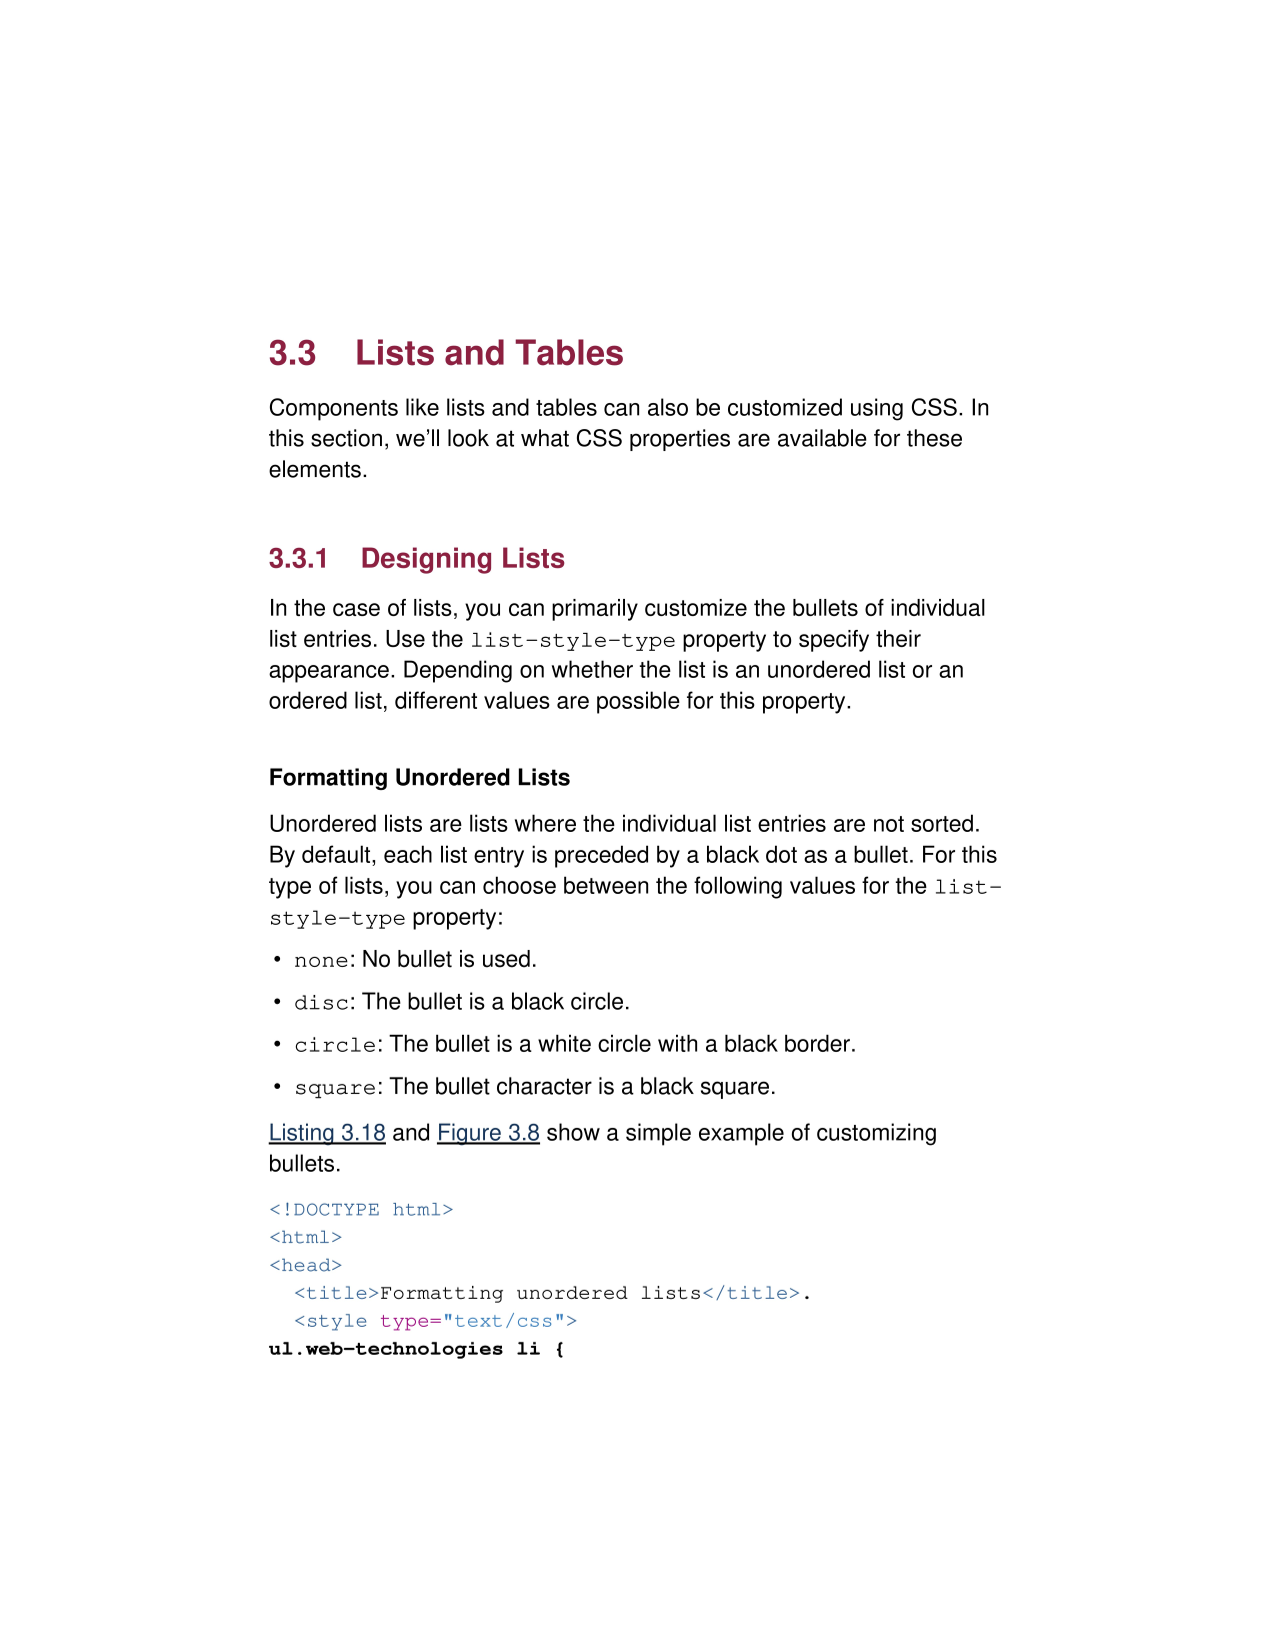 3.3 Lists and Tables
Components like lists and tables can also be customized using CSS. In
this section, we'll look at what CSS properties are available for these
elements.
3.3.1 Designing Lists
In the case of lists, you can primarily customize the bullets of individual
list entries. Use the list-style-type property to specify their
appearance. Depending on whether the list is an unordered list or an
ordered list, different values are possible for this property.
Formatting Unordered Lists
Unordered lists are lists where the individual list entries are not sorted.
By default, each list entry is preceded by a black dot as a bullet. For this
type of lists, you can choose between the following values for the list-
style-type property:
• none: No bullet is used.
• disc: The bullet is a black circle.
• circle: The bullet is a white circle with a black border.
• square: The bullet character is a black square.
Listing 3.18 and Figure 3.8 show a simple example of customizing
bullets.
<!DOCTYPE html>
<html>
<head>
  <title>Formatting unordered lists</title>.
  <style type="text/css">
ul.web-technologies li {